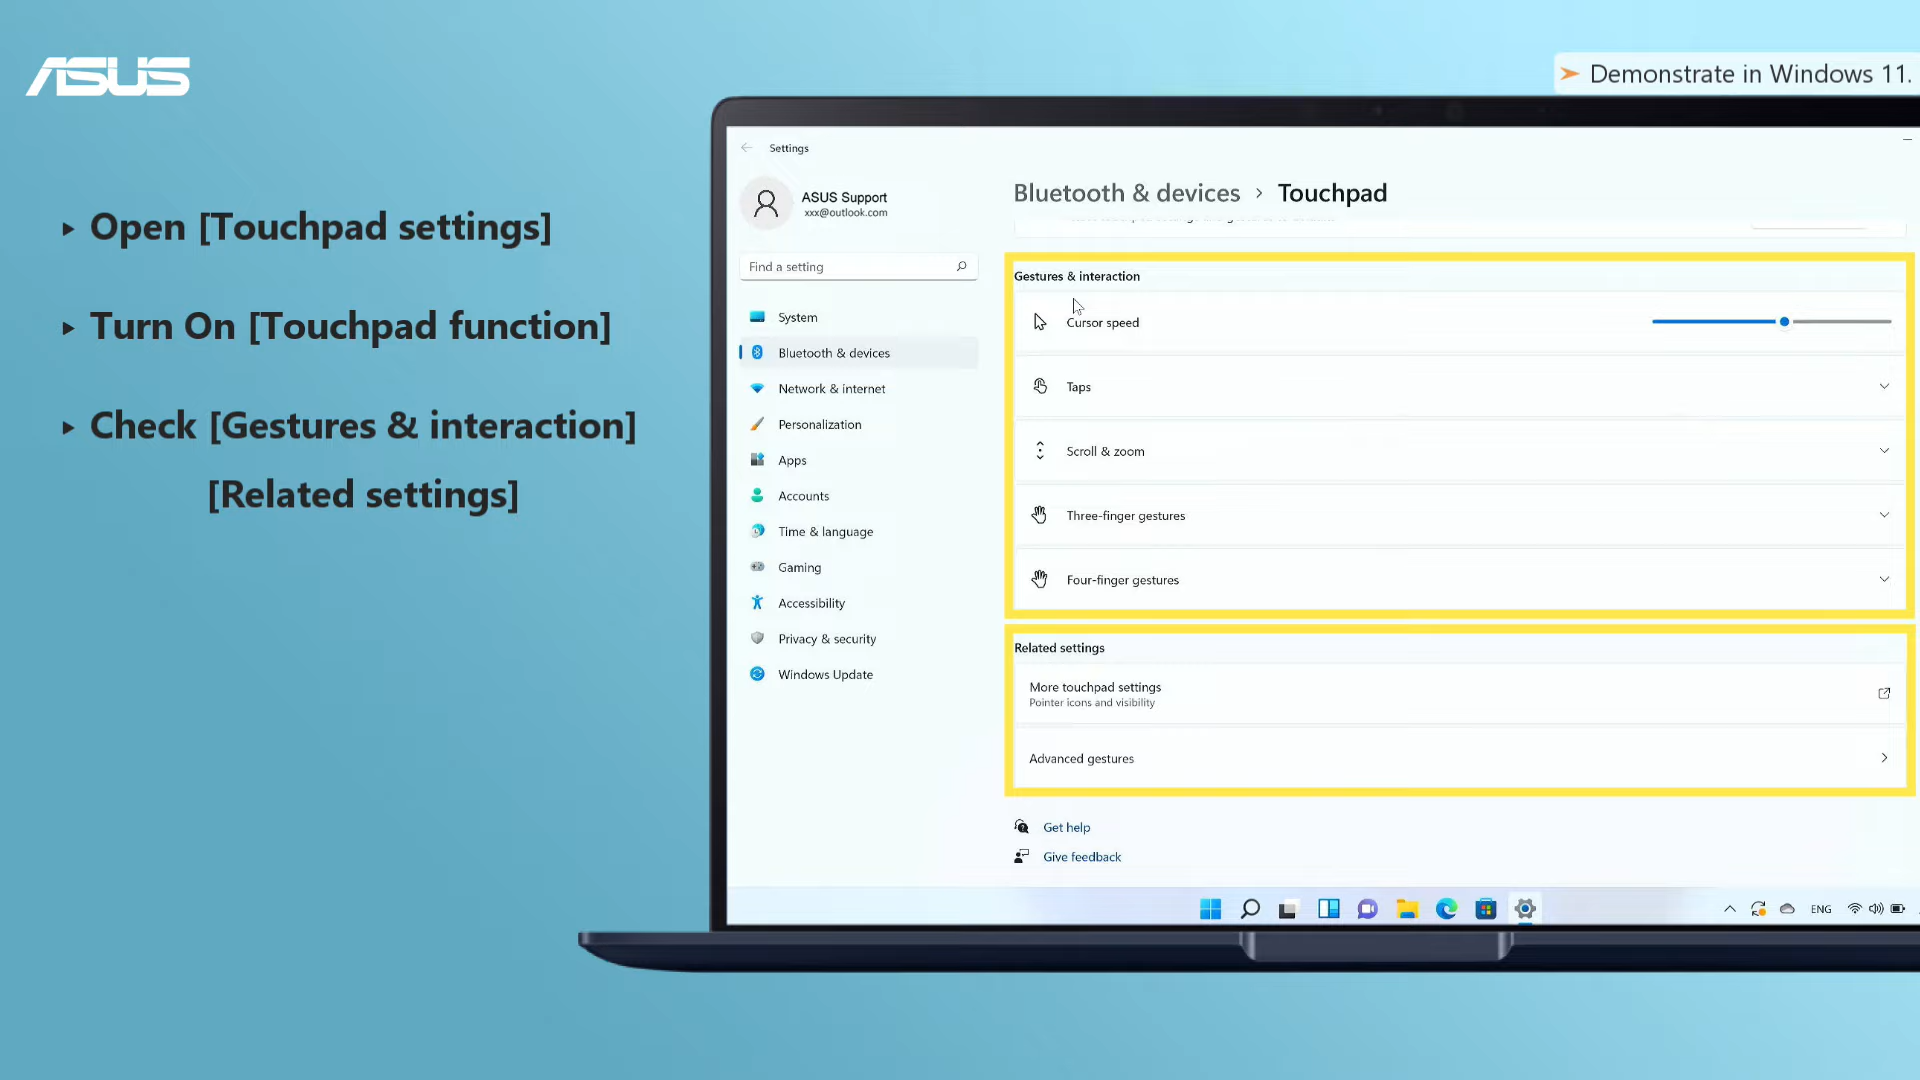 ASUS
➤ Demonstrate in Windows 11.
▸ Open [Touchpad settings]
▸ Turn On [Touchpad function]
▸ Check [Gestures & interaction]
[Related settings]
← Settings
ASUS Support
xxx@outlook.com
Find a setting
System
Bluetooth & devices
Network & internet
Personalization
Apps
Accounts
Time & language
Gaming
Accessibility
Privacy & security
Windows Update
Bluetooth & devices › Touchpad
Gestures & interaction
Cursor speed
Taps
Scroll & zoom
Three-finger gestures
Four-finger gestures
Related settings
More touchpad settings
Pointer icons and visibility
Advanced gestures
Get help
Give feedback
ENG